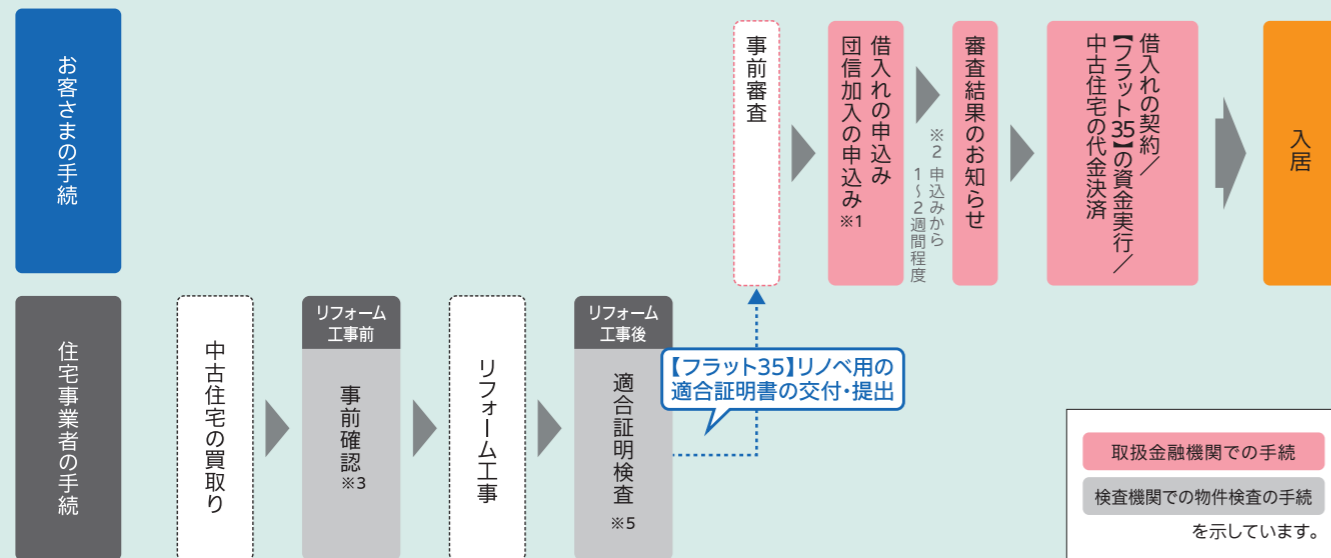 お客さまの手続
事前審査
借入れの申込み
団信加入の申込み※1
※2 申込みから
1～2週間程度
審査結果のお知らせ
借入れの契約／
【フラット35】の資金実行／
中古住宅の代金決済
入居
住宅事業者の手続
中古住宅の買取り
リフォーム
工事前
事前確認
※3
リフォーム工事
リフォーム
工事後
適合証明検査
※5
【フラット35】リノベ用の
適合証明書の交付・提出
取扱金融機関での手続
検査機関での物件検査の手続
を示しています。